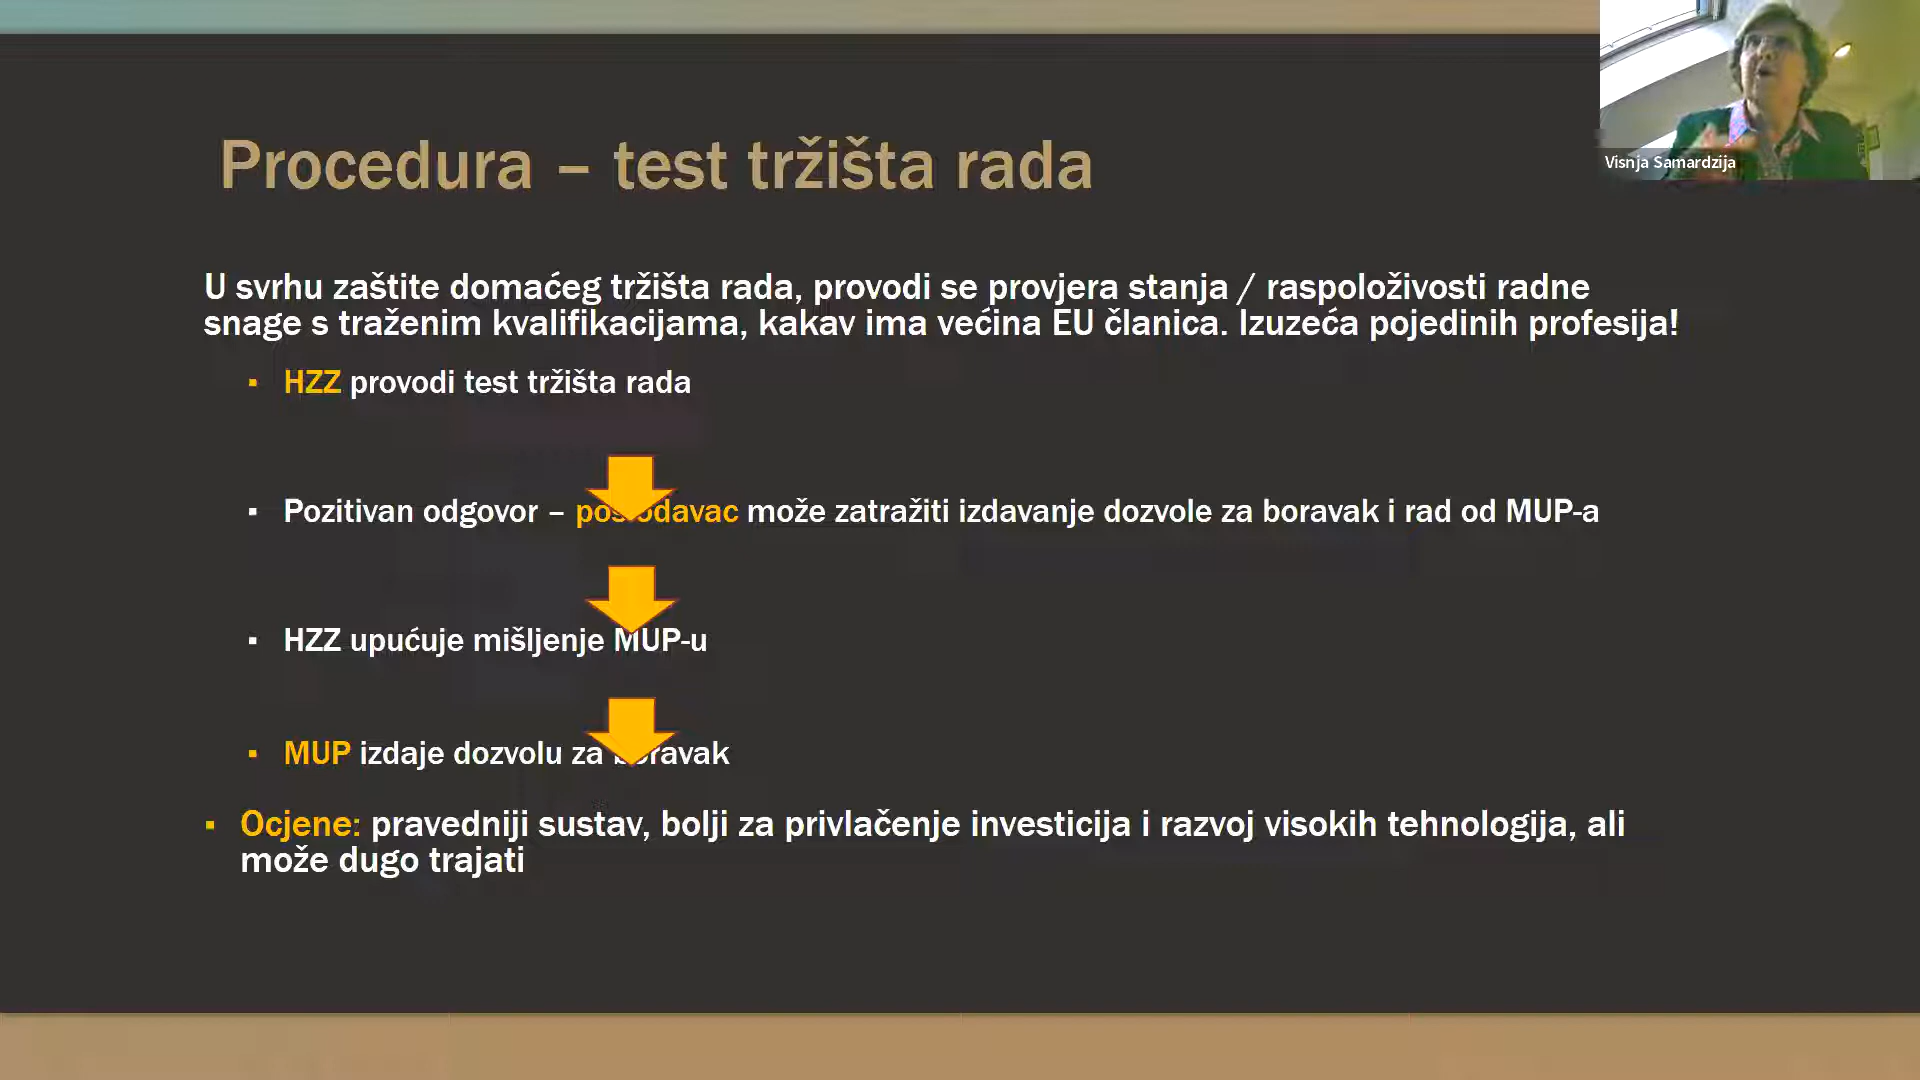 Visnja Samardzija
Procedura – test tržišta rada
U svrhu zaštite domaćeg tržišta rada, provodi se provjera stanja / raspoloživosti radne
snage s traženim kvalifikacijama, kakav ima većina EU članica. Izuzeća pojedinih profesija!
▪ HZZ provodi test tržišta rada
▪ Pozitivan odgovor – poslodavac može zatražiti izdavanje dozvole za boravak i rad od MUP-a
▪ HZZ upućuje mišljenje MUP-u
▪ MUP izdaje dozvolu za boravak
▪ Ocjene: pravedniji sustav, bolji za privlačenje investicija i razvoj visokih tehnologija, ali
može dugo trajati